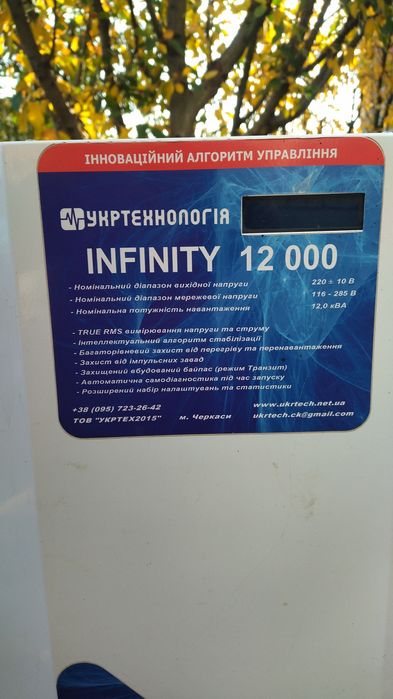 ІННОВАЦІЙНИЙ АЛГОРИТМ УПРАВЛІННЯ
УКРТЕХНОЛОГІЯ
INFINITY 12 000
- Номінальний діапазон вихідної напруги 220 ± 10 В
- Номінальний діапазон мережевої напруги 116 - 285 В
- Номінальна потужність навантаження 12,0 кВА
- TRUE RMS вимірювання напруги та струму
- Інтелектуальний алгоритм стабілізації
- Багаторівневий захист від перегріву та перенавантаження
- Захист від імпульсних завад
- Захищений вбудований байпас (режим Транзит)
- Автоматична самодіагностика під час запуску
- Розширений набір налаштувань та статистики
+38 (095) 723-26-42 www.ukrtech.net.ua
ТОВ "УКРТЕХ2015" м. Черкаси ukrtech.ck@gmail.com